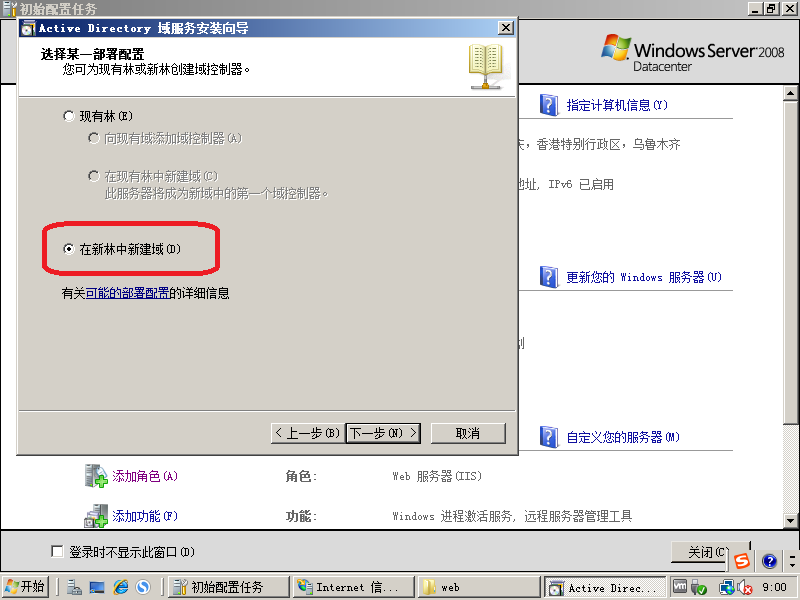 初始配置任务
Active Directory 域服务安装向导
选择某一部署配置
您可为现有林或新林创建域控制器。
Windows Server 2008
Datacenter
现有林(E)
向现有域添加域控制器(A)
在现有林中新建域(C)
此服务器将成为新域中的第一个域控制器。
在新林中新建域(D)
有关可能的部署配置的详细信息
< 上一步(B)
下一步(N) >
取消
指定计算机信息(Y)
，香港特别行政区，乌鲁木齐
地址, IPv6 已启用
更新您的 Windows 服务器(U)
自定义您的服务器(M)
添加角色(A)
角色:
Web 服务器(IIS)
添加功能(F)
功能:
Windows 进程激活服务, 远程服务器管理工具
登录时不显示此窗口(D)
关闭(C
开始
初始配置任务
Internet 信...
web
Active Direc...
9:00